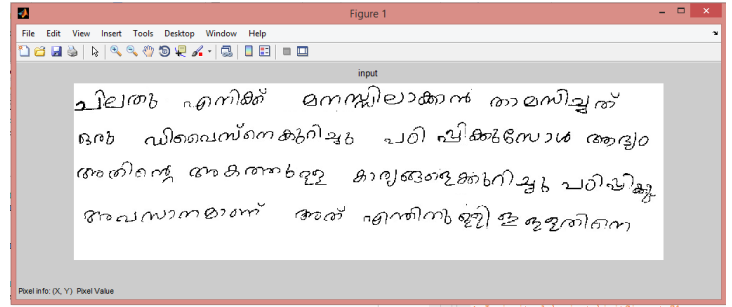 Figure 1
File Edit View Insert Tools Desktop Window Help
input
ചിലതു എനിക്ക് മനസ്സിലാക്കാൻ താമസിച്ചത്
ഒരു ഡിവൈസിനെകുറിച്ചു പഠിപ്പിക്കുമ്പോൾ ആദ്യം
അതിന്റെ അകത്തുള്ള കാര്യങ്ങളെക്കുറിച്ചു പഠിപ്പിക്കും
അവസാനമാണ് അത് എന്തിനു
Pixel info: (X, Y) Pixel Value